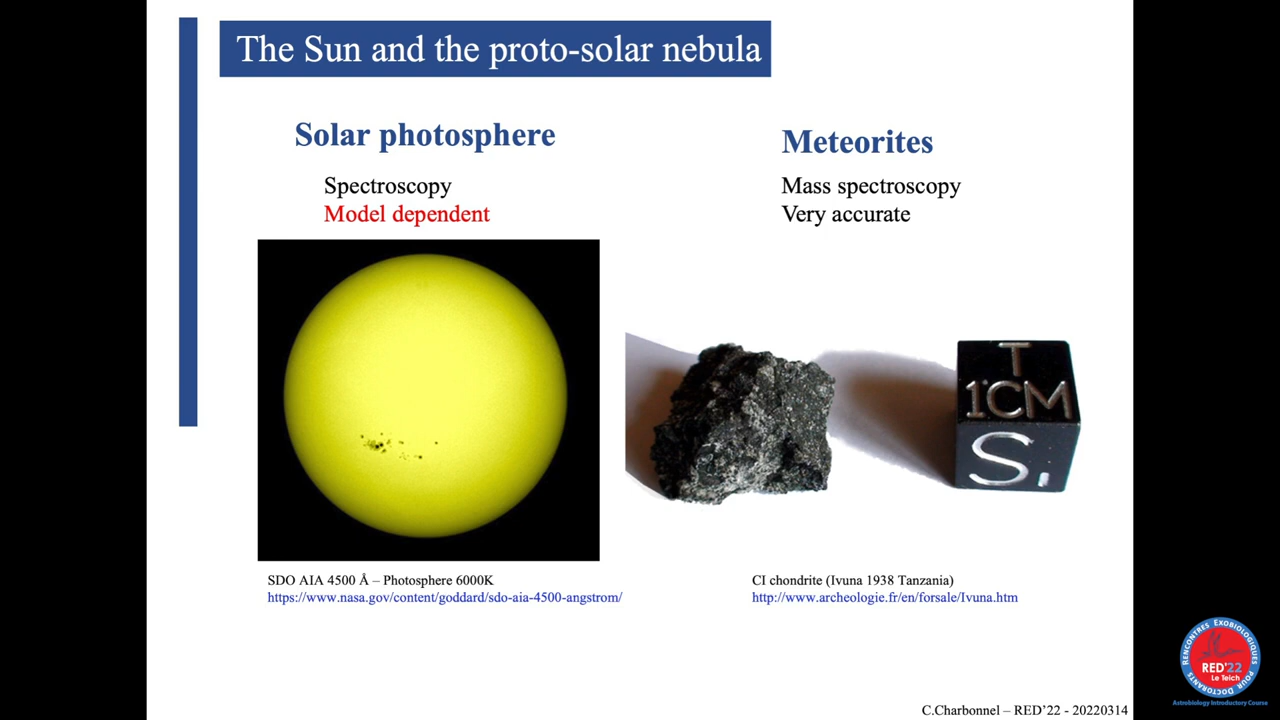 The Sun and the proto-solar nebula
Solar photosphere
Spectroscopy
Model dependent
Meteorites
Mass spectroscopy
Very accurate
T
1CM
S
SDO AIA 4500 Å – Photosphere 6000K
https://www.nasa.gov/content/goddard/sdo-aia-4500-angstrom/
CI chondrite (Ivuna 1938 Tanzania)
http://www.archeologie.fr/en/forsale/Ivuna.htm
RENCONTRES EXOBIOLOGIQUES POUR DOCTORANTS
RED'22
Le Teich
Astrobiology Introductory Course
C.Charbonnel – RED'22 - 20220314